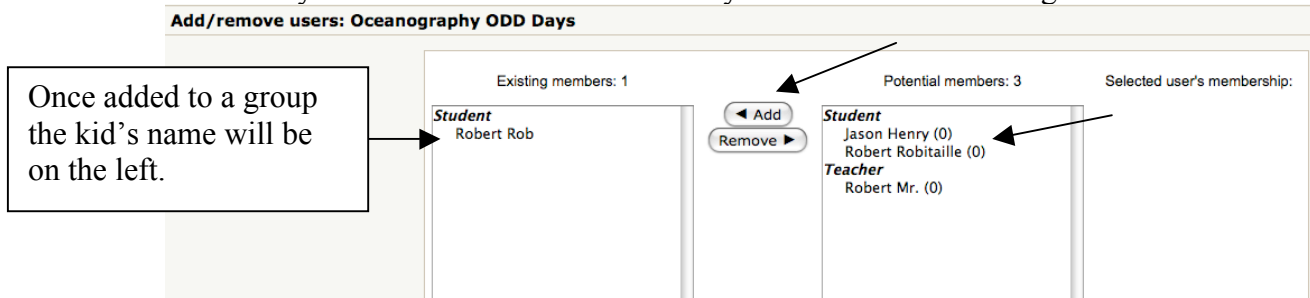 Add/remove users: Oceanography ODD Days
Once added to a group
the kid's name will be
on the left.
Existing members: 1
Student
Robert Rob
◄ Add
Remove ►
Potential members: 3
Student
Jason Henry (0)
Robert Robitaille (0)
Teacher
Robert Mr. (0)
Selected user's membership: